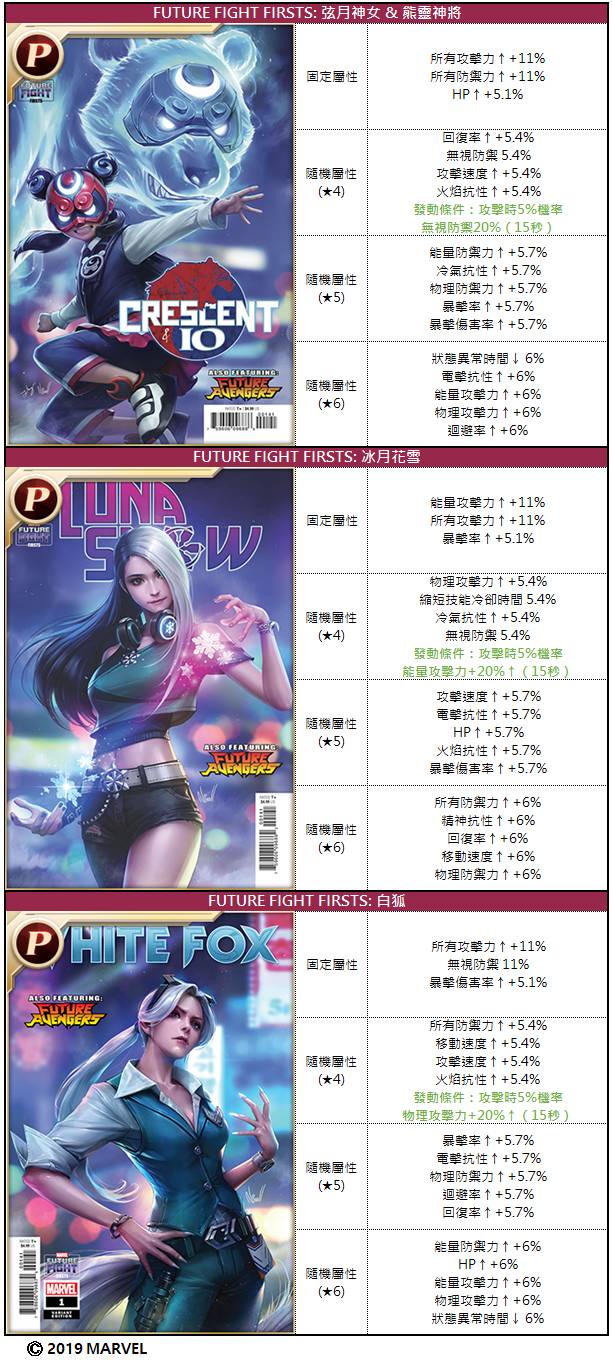 FUTURE FIGHT FIRSTS: 弦月神女 & 熊靈神將
P
FUTURE
FIGHT
FIRSTS
CRESCENT
& IO
ALSO FEATURING:
FUTURE
AVENGERS
固定屬性
所有攻擊力↑+11%
所有防禦力↑+11%
HP↑+5.1%
隨機屬性
(★4)
回復率↑+5.4%
無視防禦 5.4%
攻擊速度↑+5.4%
火焰抗性↑+5.4%
發動條件：攻擊時5%機率
無視防禦20%（15秒）
隨機屬性
(★5)
能量防禦力↑+5.7%
冷氣抗性↑+5.7%
物理防禦力↑+5.7%
暴擊率↑+5.7%
暴擊傷害率↑+5.7%
隨機屬性
(★6)
狀態異常時間↓ 6%
電擊抗性↑+6%
能量攻擊力↑+6%
物理攻擊力↑+6%
迴避率↑+6%
FUTURE FIGHT FIRSTS: 冰月花雪
P
FUTURE
FIGHT
FIRSTS
LUNA
SNOW
ALSO FEATURING:
FUTURE
AVENGERS
固定屬性
能量攻擊力↑+11%
所有攻擊力↑+11%
暴擊率↑+5.1%
隨機屬性
(★4)
物理攻擊力↑+5.4%
縮短技能冷卻時間 5.4%
冷氣抗性↑+5.4%
無視防禦 5.4%
發動條件：攻擊時5%機率
能量攻擊力+20%↑（15秒）
隨機屬性
(★5)
攻擊速度↑+5.7%
電擊抗性↑+5.7%
HP↑+5.7%
火焰抗性↑+5.7%
暴擊傷害率↑+5.7%
隨機屬性
(★6)
所有防禦力↑+6%
精神抗性↑+6%
回復率↑+6%
移動速度↑+6%
物理防禦力↑+6%
FUTURE FIGHT FIRSTS: 白狐
P
HITE FOX
ALSO FEATURING:
FUTURE
AVENGERS
MARVEL
FUTURE
FIGHT
FIRSTS
MARVEL
1
VARIANT
EDITION
固定屬性
所有攻擊力↑+11%
無視防禦 11%
暴擊傷害率↑+5.1%
隨機屬性
(★4)
所有防禦力↑+5.4%
移動速度↑+5.4%
攻擊速度↑+5.4%
火焰抗性↑+5.4%
發動條件：攻擊時5%機率
物理攻擊力+20%↑（15秒）
隨機屬性
(★5)
暴擊率↑+5.7%
電擊抗性↑+5.7%
物理防禦力↑+5.7%
迴避率↑+5.7%
回復率↑+5.7%
隨機屬性
(★6)
能量防禦力↑+6%
HP↑+6%
能量攻擊力↑+6%
物理攻擊力↑+6%
狀態異常時間↓ 6%
© 2019 MARVEL